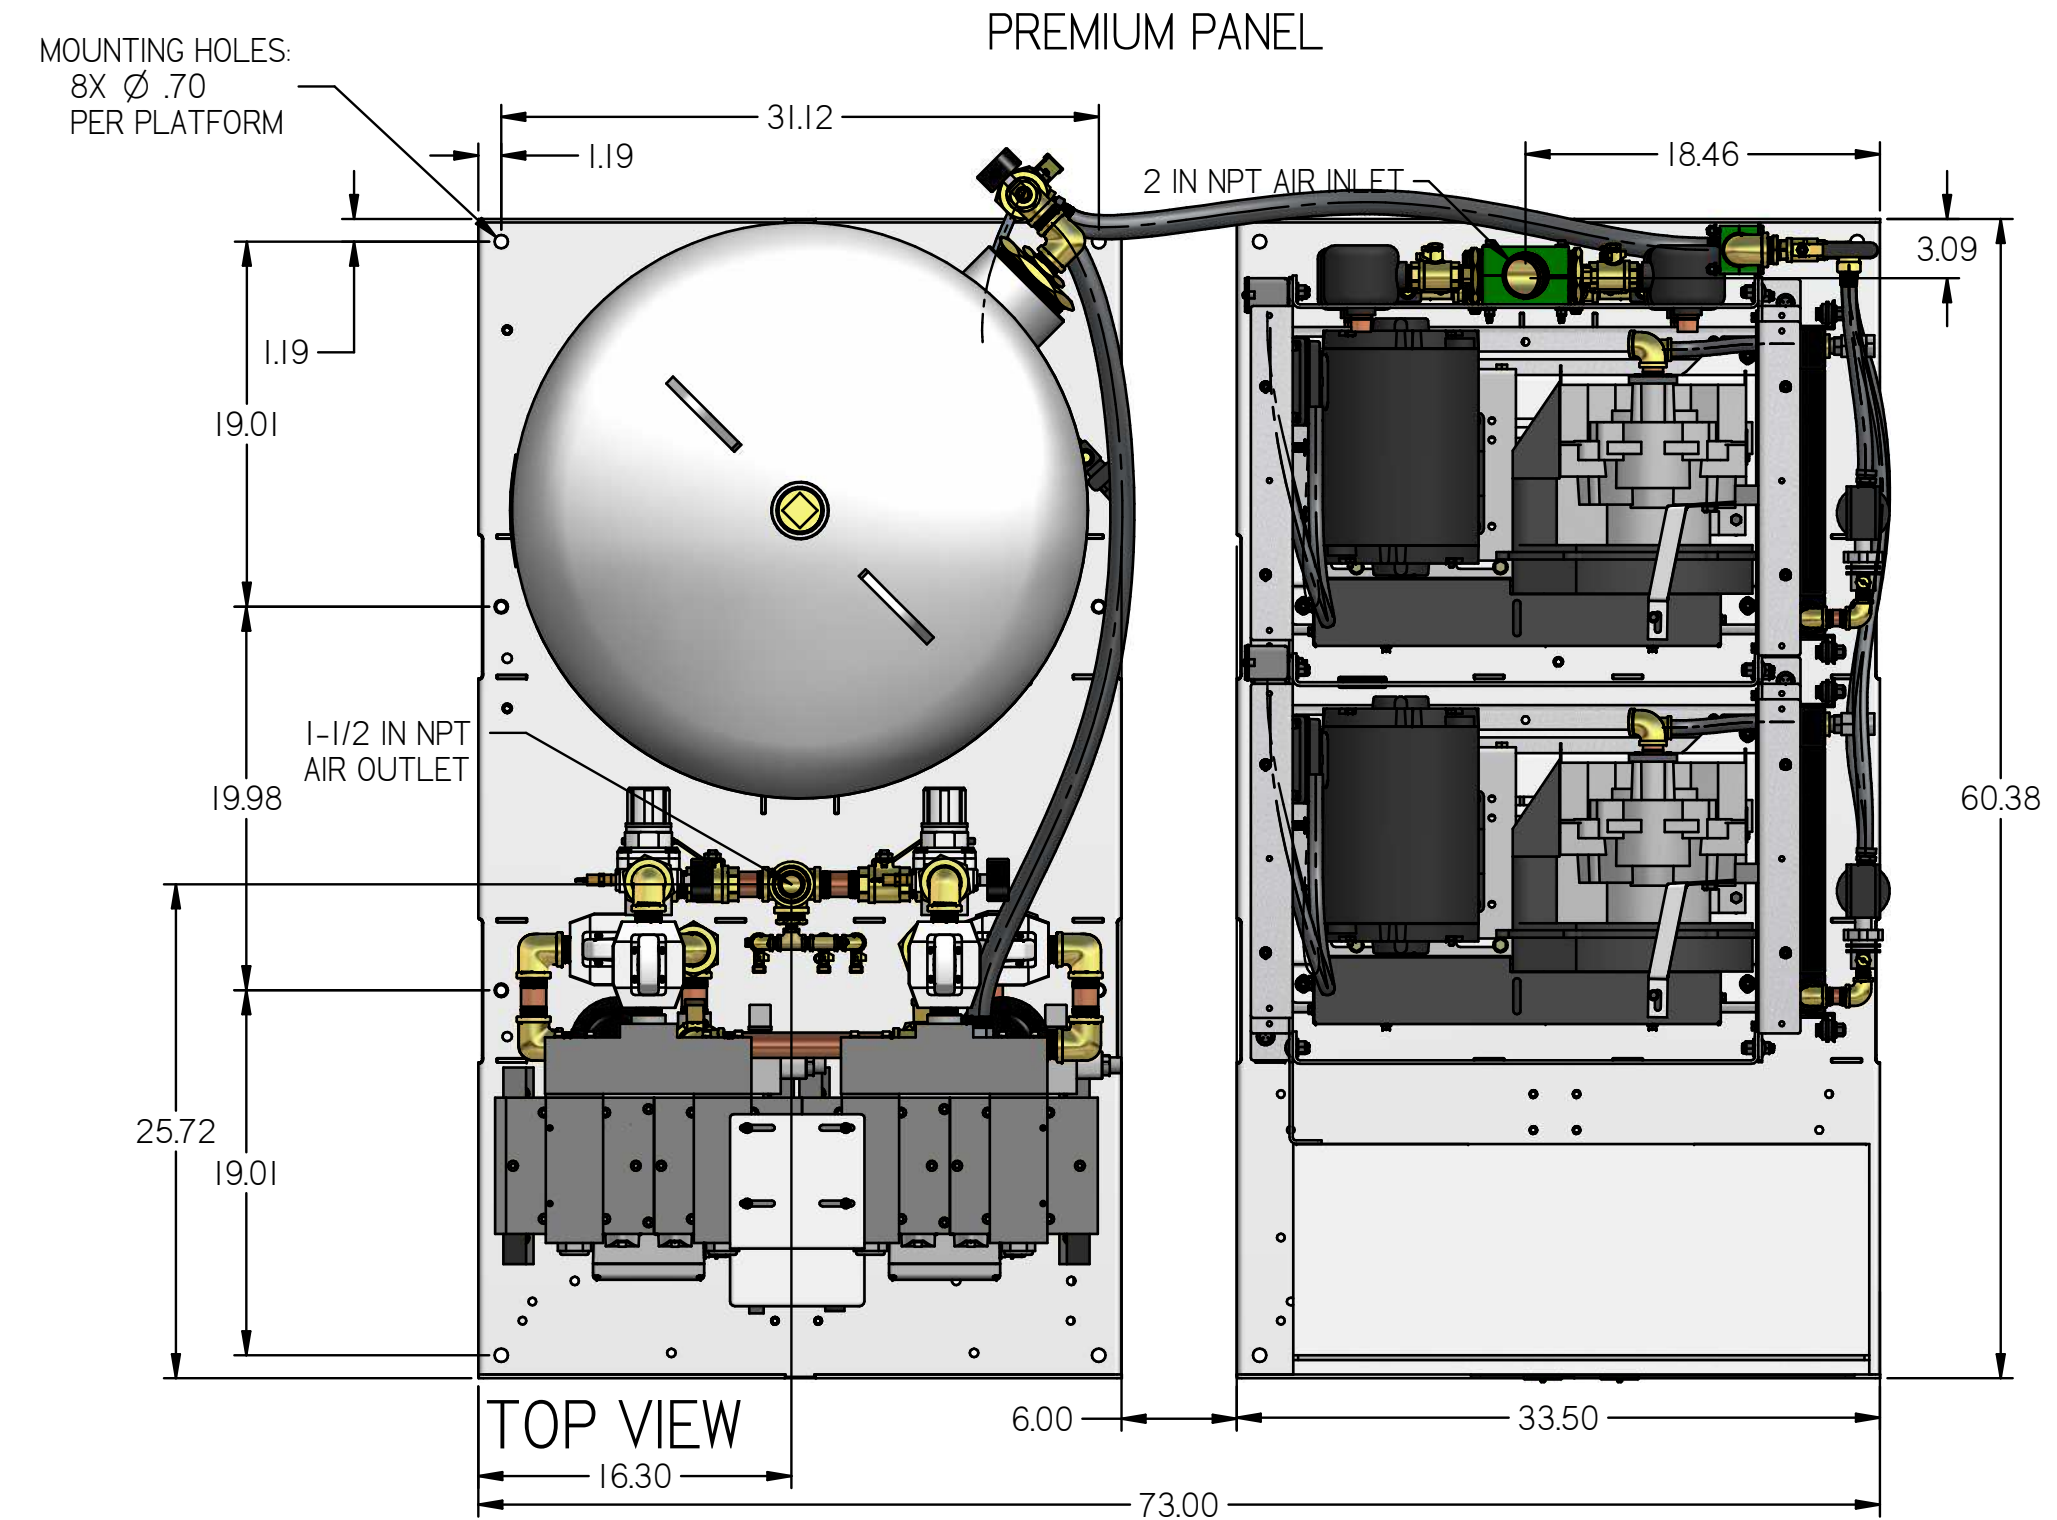 PREMIUM PANEL
MOUNTING HOLES:
8X Ø .70
PER PLATFORM
31.12
1.19
18.46
2 IN NPT AIR INLET
3.09
1.19
19.01
1-1/2 IN NPT
AIR OUTLET
19.98
60.38
25.72
19.01
TOP VIEW
6.00
33.50
16.30
73.00